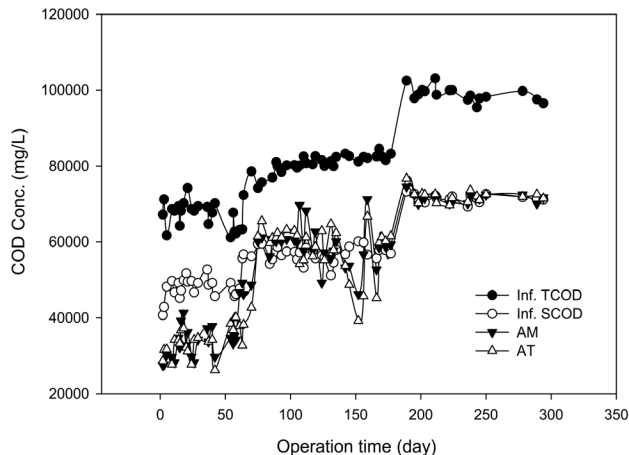 120000
100000
80000
60000
40000
20000
COD Conc. (mg/L)
Inf. TCOD
Inf. SCOD
AM
AT
0
50
100
150
200
250
300
350
Operation time (day)